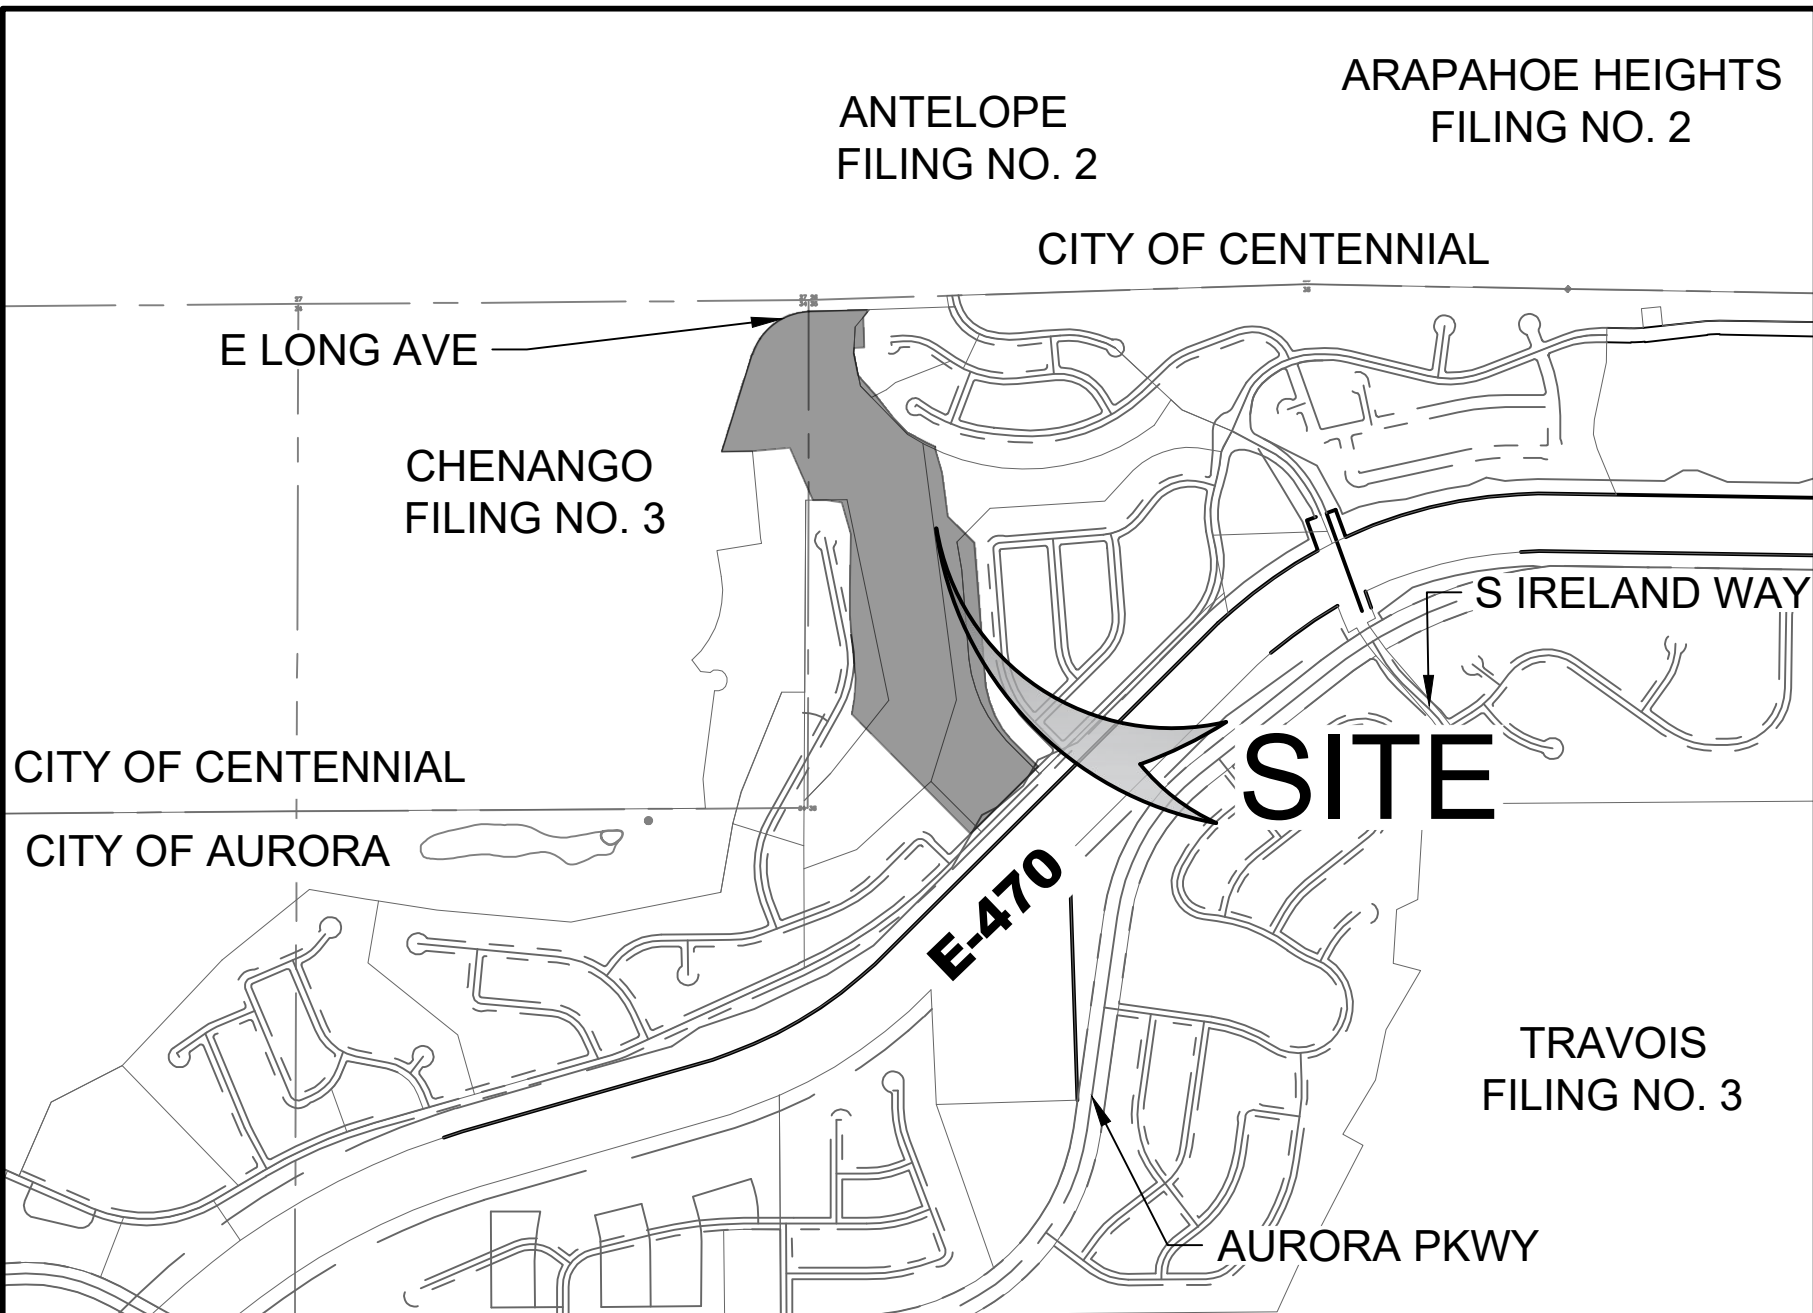 ARAPAHOE HEIGHTS
FILING NO. 2
ANTELOPE
FILING NO. 2
CITY OF CENTENNIAL
E LONG AVE
CHENANGO
FILING NO. 3
S IRELAND WAY
SITE
CITY OF CENTENNIAL
CITY OF AURORA
E-470
TRAVOIS
FILING NO. 3
AURORA PKWY